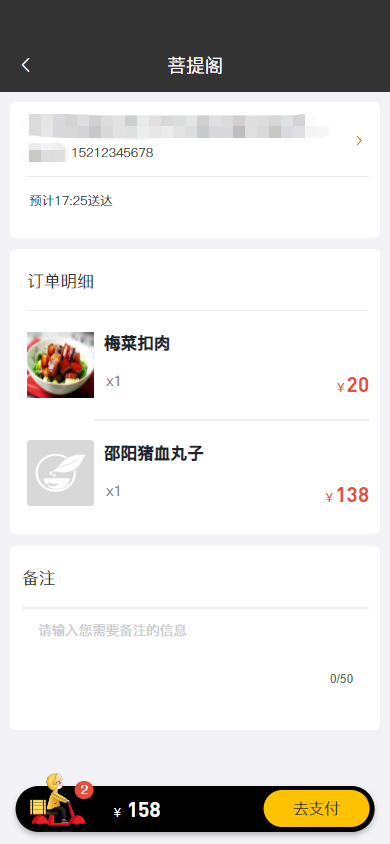 菩提阁
15212345678
预计17:25送达
订单明细
梅菜扣肉
x1
¥20
邵阳猪血丸子
x1
¥138
备注
请输入您需要备注的信息
0/50
2
¥ 158
去支付